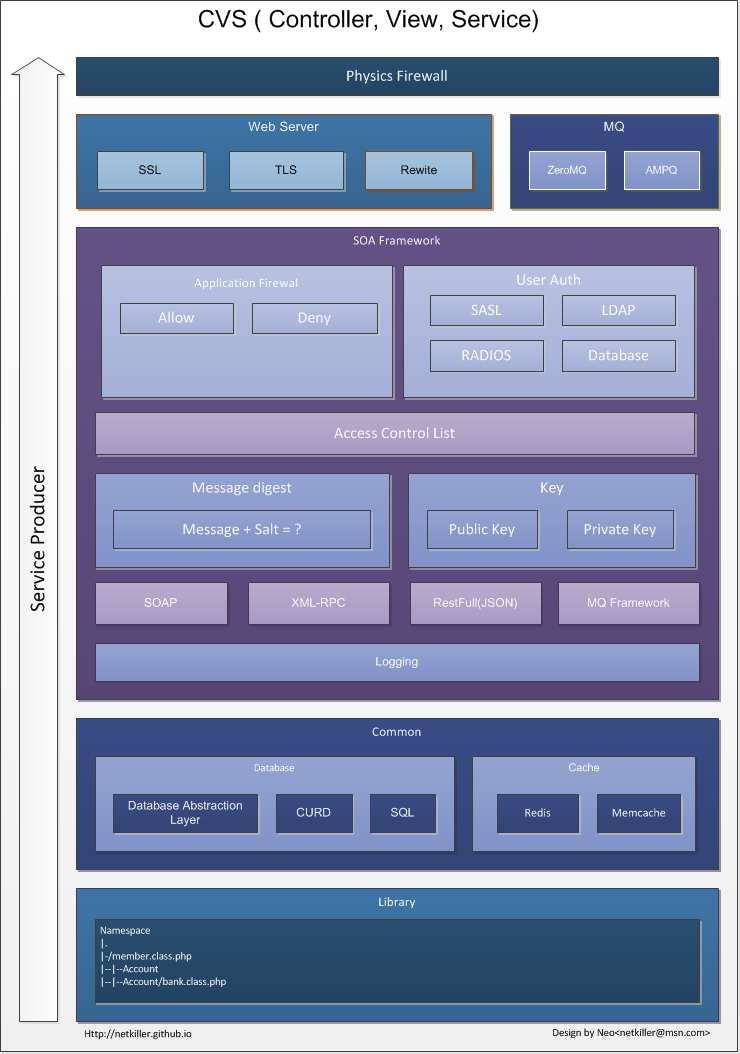 CVS ( Controller, View, Service)
Physics Firewall
Web Server
SSL
TLS
Rewite
MQ
ZeroMQ
AMPQ
SOA Framework
Application Firewal
Allow
Deny
User Auth
SASL
LDAP
RADIOS
Database
Access Control List
Message digest
Message + Salt = ?
Key
Public Key
Private Key
SOAP
XML-RPC
RestFull(JSON)
MQ Framework
Logging
Common
Database
Database Abstraction
Layer
CURD
SQL
Cache
Redis
Memcache
Library
Namespace
|.
|-/member.class.php
|--|--Account
|--|--Account/bank.class.php
Service Producer
Http://netkiller.github.io
Design by Neo<netkiller@msn.com>